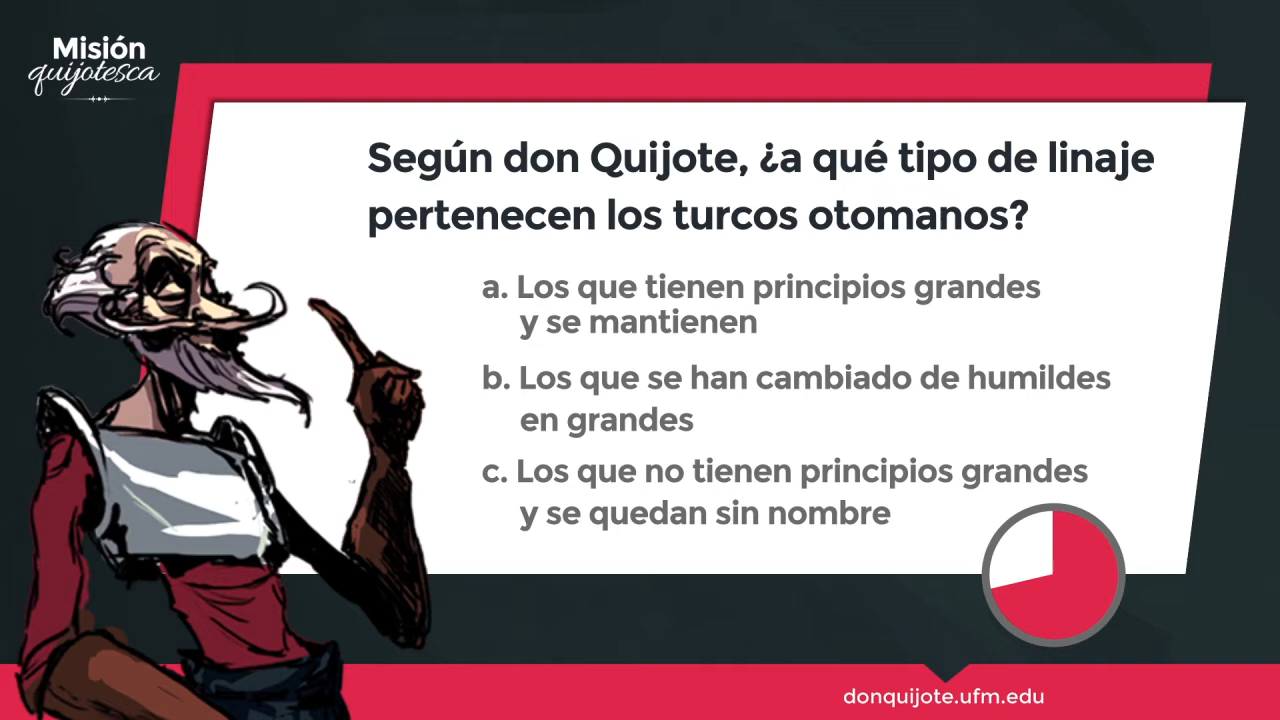 Misión
quijotesca
Según don Quijote, ¿a qué tipo de linaje
pertenecen los turcos otomanos?
a. Los que tienen principios grandes
y se mantienen
b. Los que se han cambiado de humildes
en grandes
c. Los que no tienen principios grandes
y se quedan sin nombre
donquijote.ufm.edu